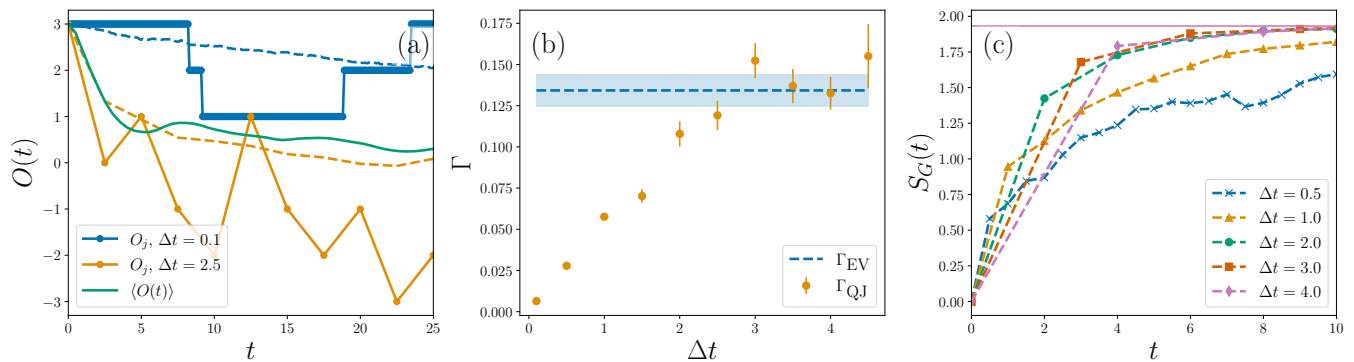 (a)
O(t)
3
2
1
0
−1
−2
−3
O_j, Δt = 0.1
O_j, Δt = 2.5
⟨O(t)⟩
0 5 10 15 20 25
t
(b)
Γ
0.175
0.150
0.125
0.100
0.075
0.050
0.025
0.000
Γ_EV
Γ_QJ
0 1 2 3 4
Δt
(c)
S_G(t)
1.75
1.50
1.25
1.00
0.75
0.50
0.25
0.00
Δt = 0.5
Δt = 1.0
Δt = 2.0
Δt = 3.0
Δt = 4.0
0 2 4 6 8 10
t